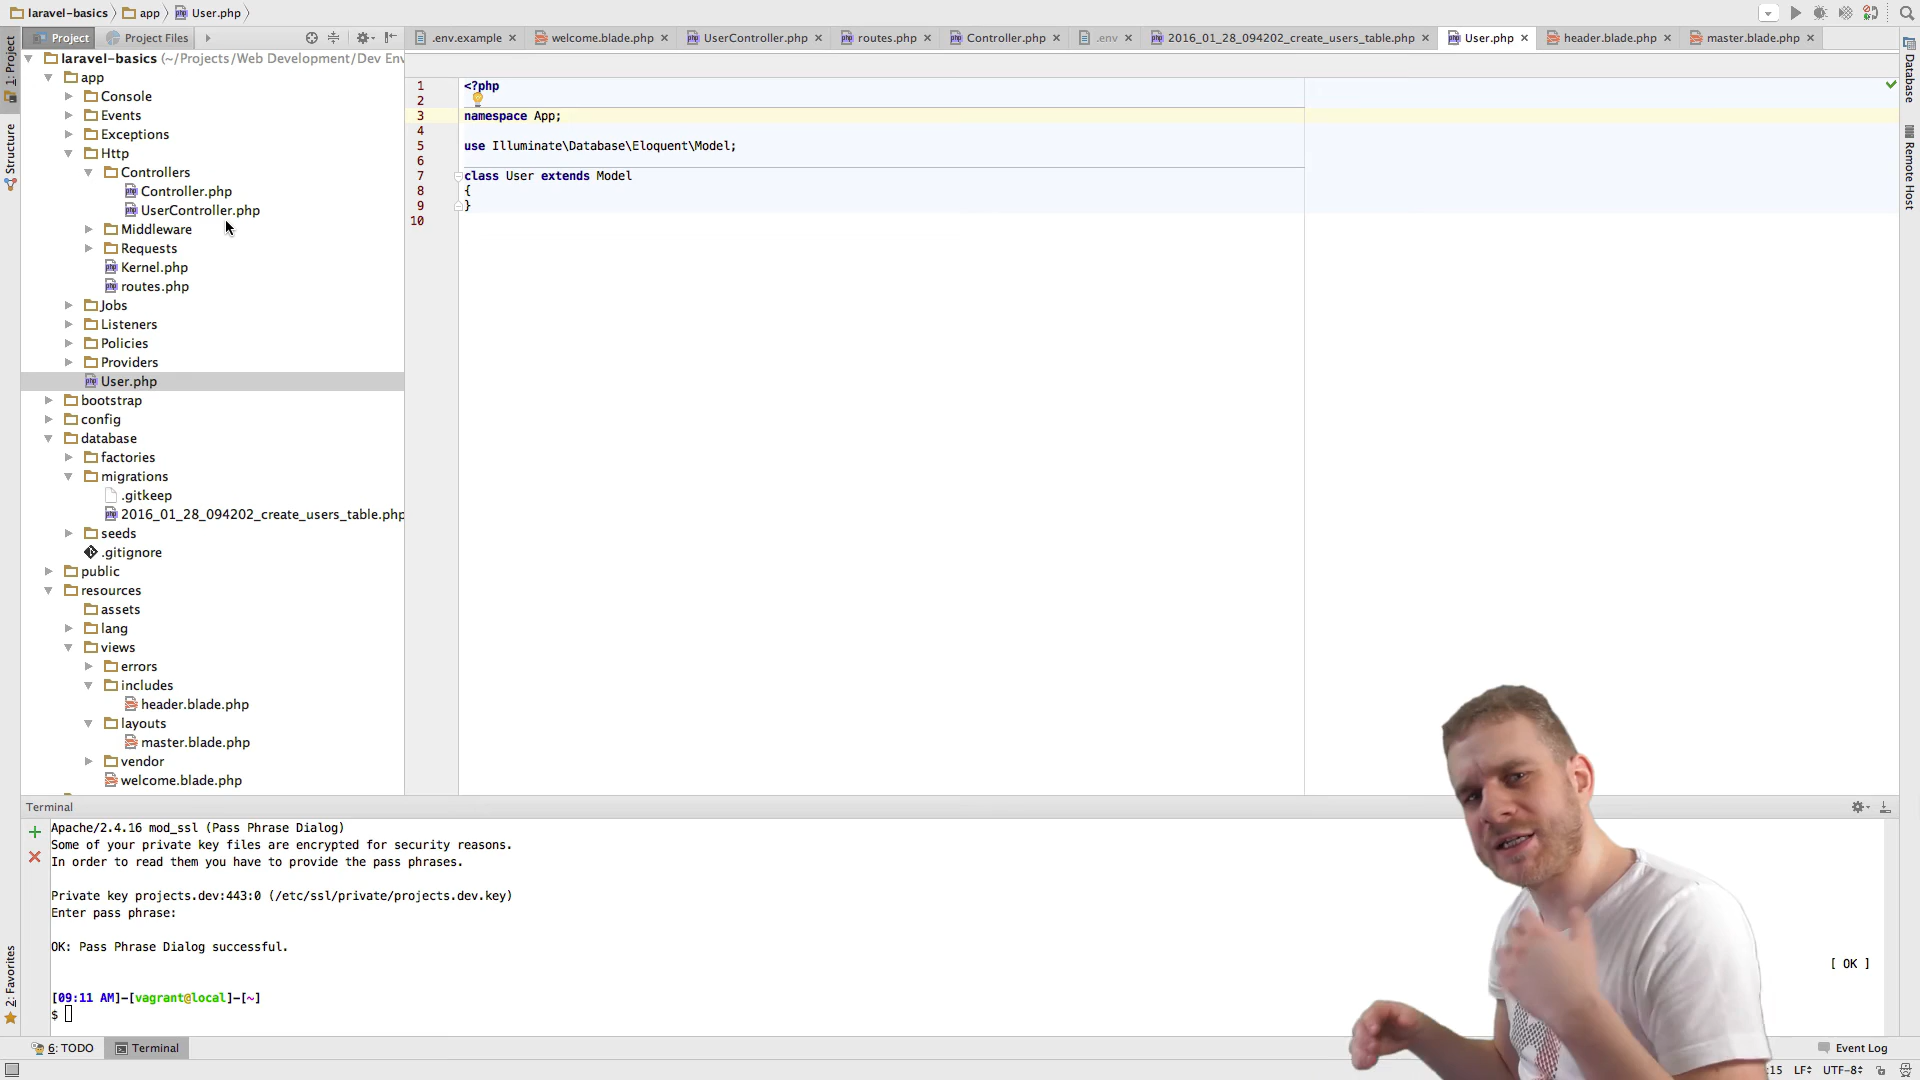 laravel-basics
app
User.php
1: Project
Structure
2: Favorites
Project
Project Files
.env.example
welcome.blade.php
UserController.php
routes.php
Controller.php
.env
2016_01_28_094202_create_users_table.php
User.php
header.blade.php
master.blade.php
laravel-basics (~/Projects/Web Development/Dev Env
app
Console
Events
Exceptions
Http
Controllers
Controller.php
UserController.php
Middleware
Requests
Kernel.php
routes.php
Jobs
Listeners
Policies
Providers
User.php
bootstrap
config
database
factories
migrations
.gitkeep
2016_01_28_094202_create_users_table.php
seeds
.gitignore
public
resources
assets
lang
views
errors
includes
header.blade.php
layouts
master.blade.php
vendor
welcome.blade.php
1 <?php
2
3 namespace App;
4
5 use Illuminate\Database\Eloquent\Model;
6
7 class User extends Model
8 {
9 }
10
Database
Remote Host
Terminal
Apache/2.4.16 mod_ssl (Pass Phrase Dialog)
Some of your private key files are encrypted for security reasons.
In order to read them you have to provide the pass phrases.
Private key projects.dev:443:0 (/etc/ssl/private/projects.dev.key)
Enter pass phrase:
OK: Pass Phrase Dialog successful.
[ OK ]
[09:11 AM]-[vagrant@local]-[~]
$
6: TODO
Terminal
Event Log
:15 LF÷ UTF-8÷